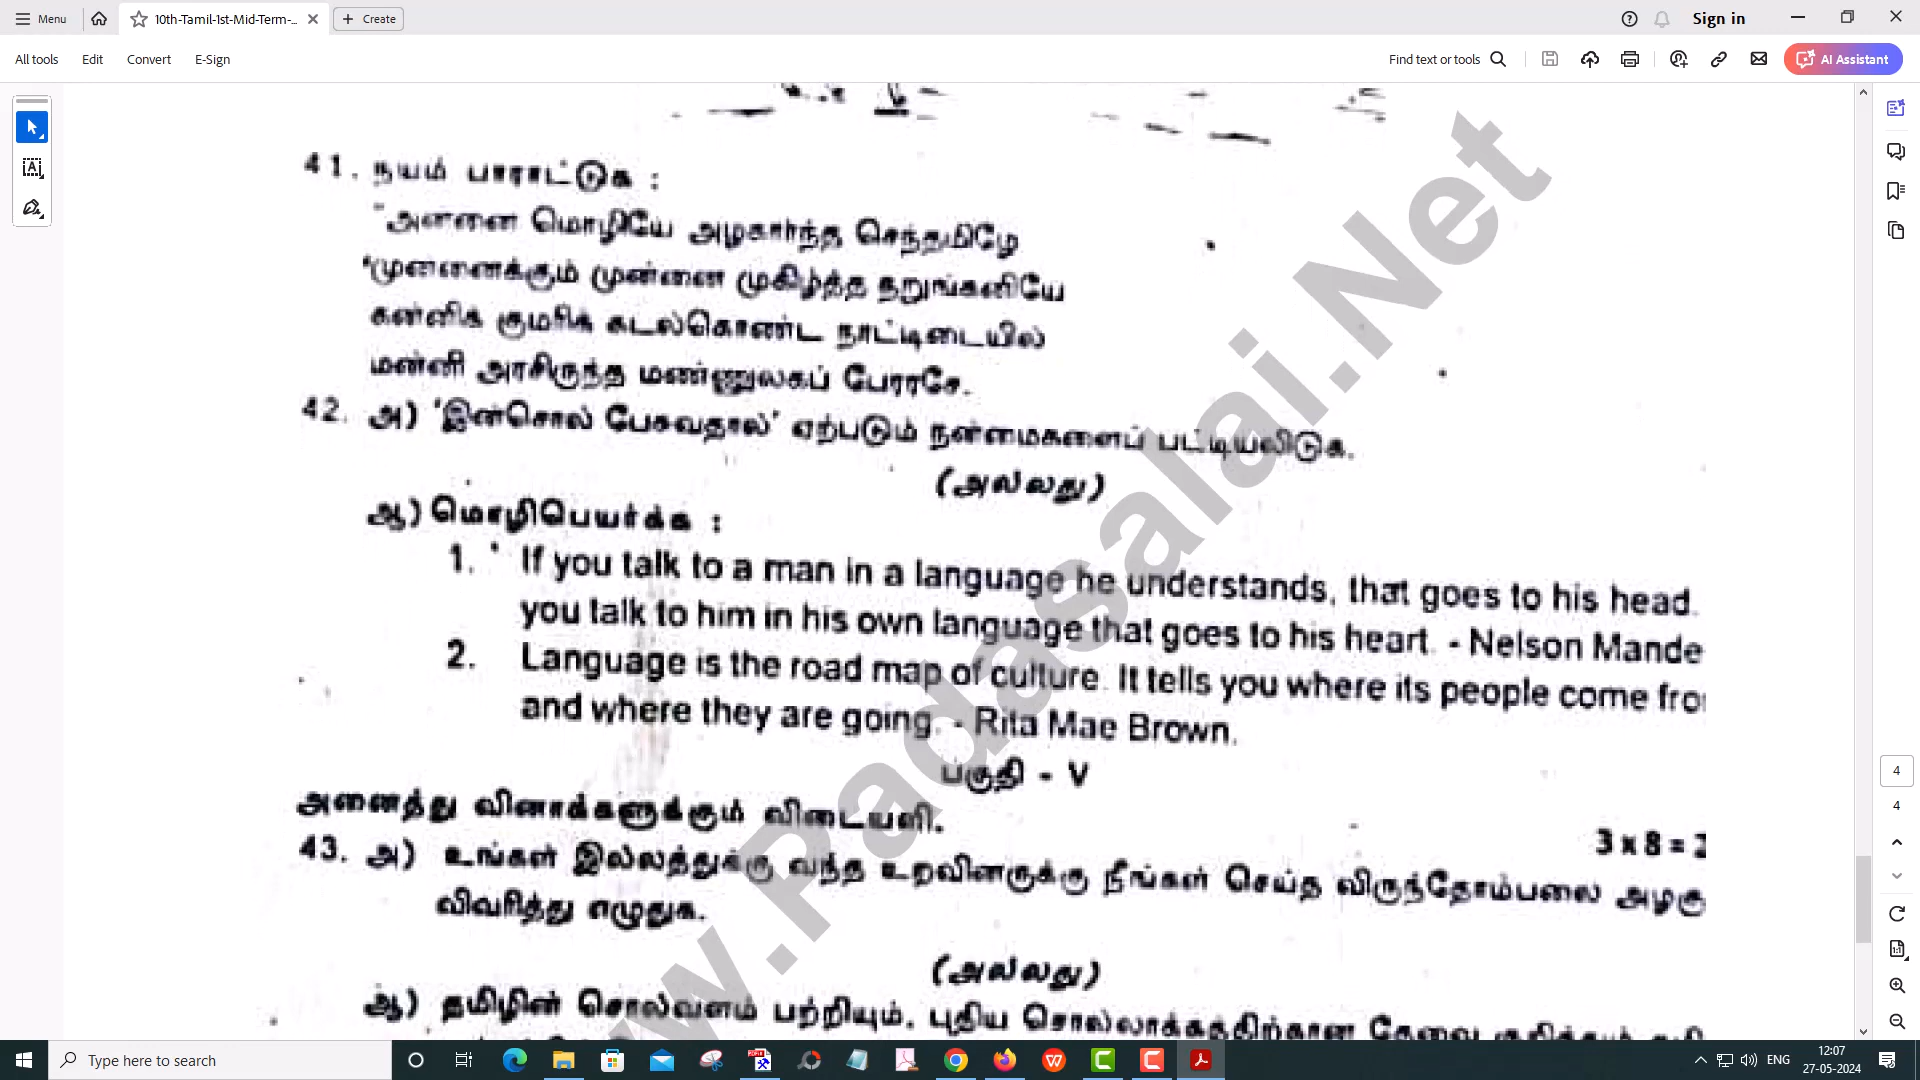 Menu
10th-Tamil-1st-Mid-Term-...
Create
Sign in
All tools
Edit
Convert
E-Sign
Find text or tools
AI Assistant
41. நயம் பாராட்டுக :
"அன்னை மொழியே அழகார்ந்த செந்தமிழே
முன்னைக்கும் முன்னை முகிழ்த்த நறுங்கனியே
கன்னிக் குமரிக் கடல்கொண்ட நாட்டிடையில்
மன்னி அரசிருந்த மண்ணுலகப் பேரரசே.
42. அ) 'இன்சொல் பேசுவதால்' ஏற்படும் நன்மைகளைப் பட்டியலிடுக.
(அல்லது)
ஆ) மொழிபெயர்க்க :
1. If you talk to a man in a language he understands, that goes to his head.
you talk to him in his own language that goes to his heart. - Nelson Mande
2. Language is the road map of culture. It tells you where its people come fro
and where they are going. - Rita Mae Brown.
பகுதி - V
அனைத்து வினாக்களுக்கும் விடையளி.
3 x 8 = 2
43. அ) உங்கள் இல்லத்துக்கு வந்த உறவினருக்கு நீங்கள் செய்த விருந்தோம்பலை அழகு
விவரித்து எழுதுக.
(அல்லது)
ஆ) தமிழின் சொல்வளம் பற்றியும், புதிய சொல்லாக்கத்திற்கான தேவை குறித்தும்
w.Padasalai.Net
4
4
Type here to search
ENG
12:07
27-05-2024